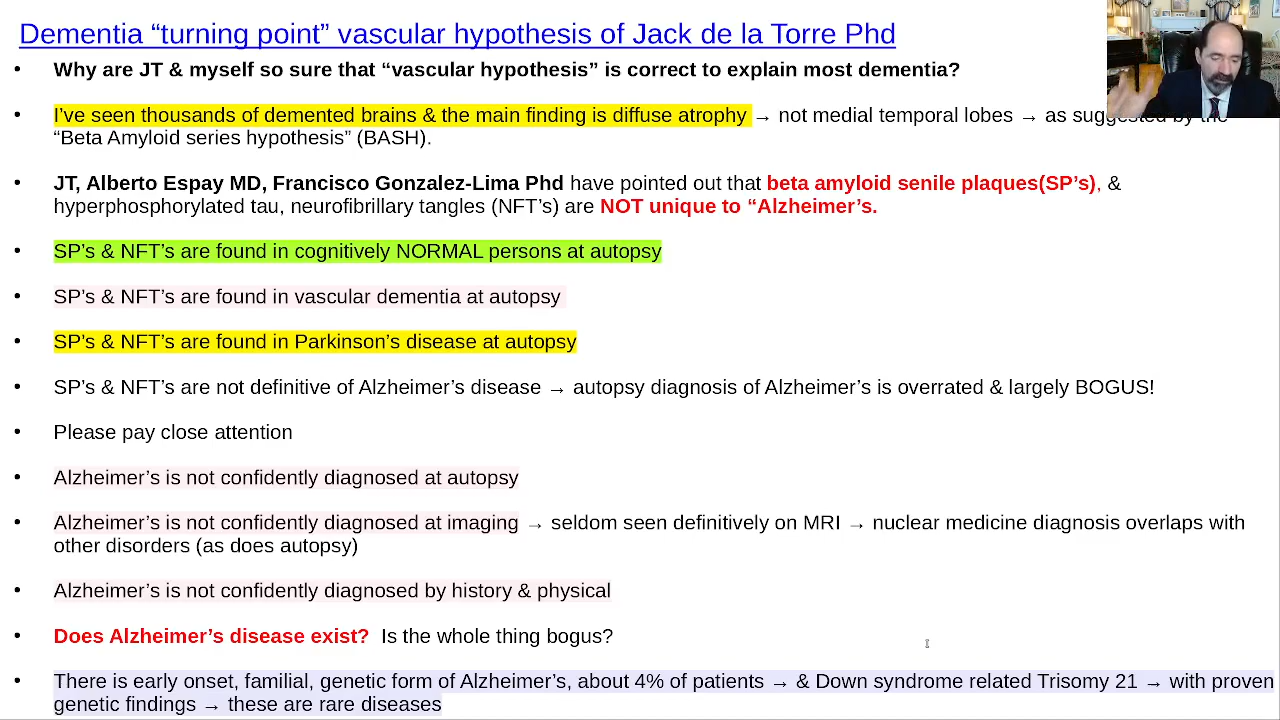 Dementia “turning point” vascular hypothesis of Jack de la Torre Phd
• Why are JT & myself so sure that “vascular hypothesis” is correct to explain most dementia?
• I’ve seen thousands of demented brains & the main finding is diffuse atrophy → not medial temporal lobes → as suggested by the
“Beta Amyloid series hypothesis” (BASH).
• JT, Alberto Espay MD, Francisco Gonzalez-Lima Phd have pointed out that beta amyloid senile plaques(SP’s), &
hyperphosphorylated tau, neurofibrillary tangles (NFT’s) are NOT unique to “Alzheimer’s.
• SP’s & NFT’s are found in cognitively NORMAL persons at autopsy
• SP’s & NFT’s are found in vascular dementia at autopsy
• SP’s & NFT’s are found in Parkinson’s disease at autopsy
• SP’s & NFT’s are not definitive of Alzheimer’s disease → autopsy diagnosis of Alzheimer’s is overrated & largely BOGUS!
• Please pay close attention
• Alzheimer’s is not confidently diagnosed at autopsy
• Alzheimer’s is not confidently diagnosed at imaging → seldom seen definitively on MRI → nuclear medicine diagnosis overlaps with
other disorders (as does autopsy)
• Alzheimer’s is not confidently diagnosed by history & physical
• Does Alzheimer’s disease exist? Is the whole thing bogus?
• There is early onset, familial, genetic form of Alzheimer’s, about 4% of patients → & Down syndrome related Trisomy 21 → with proven
genetic findings → these are rare diseases